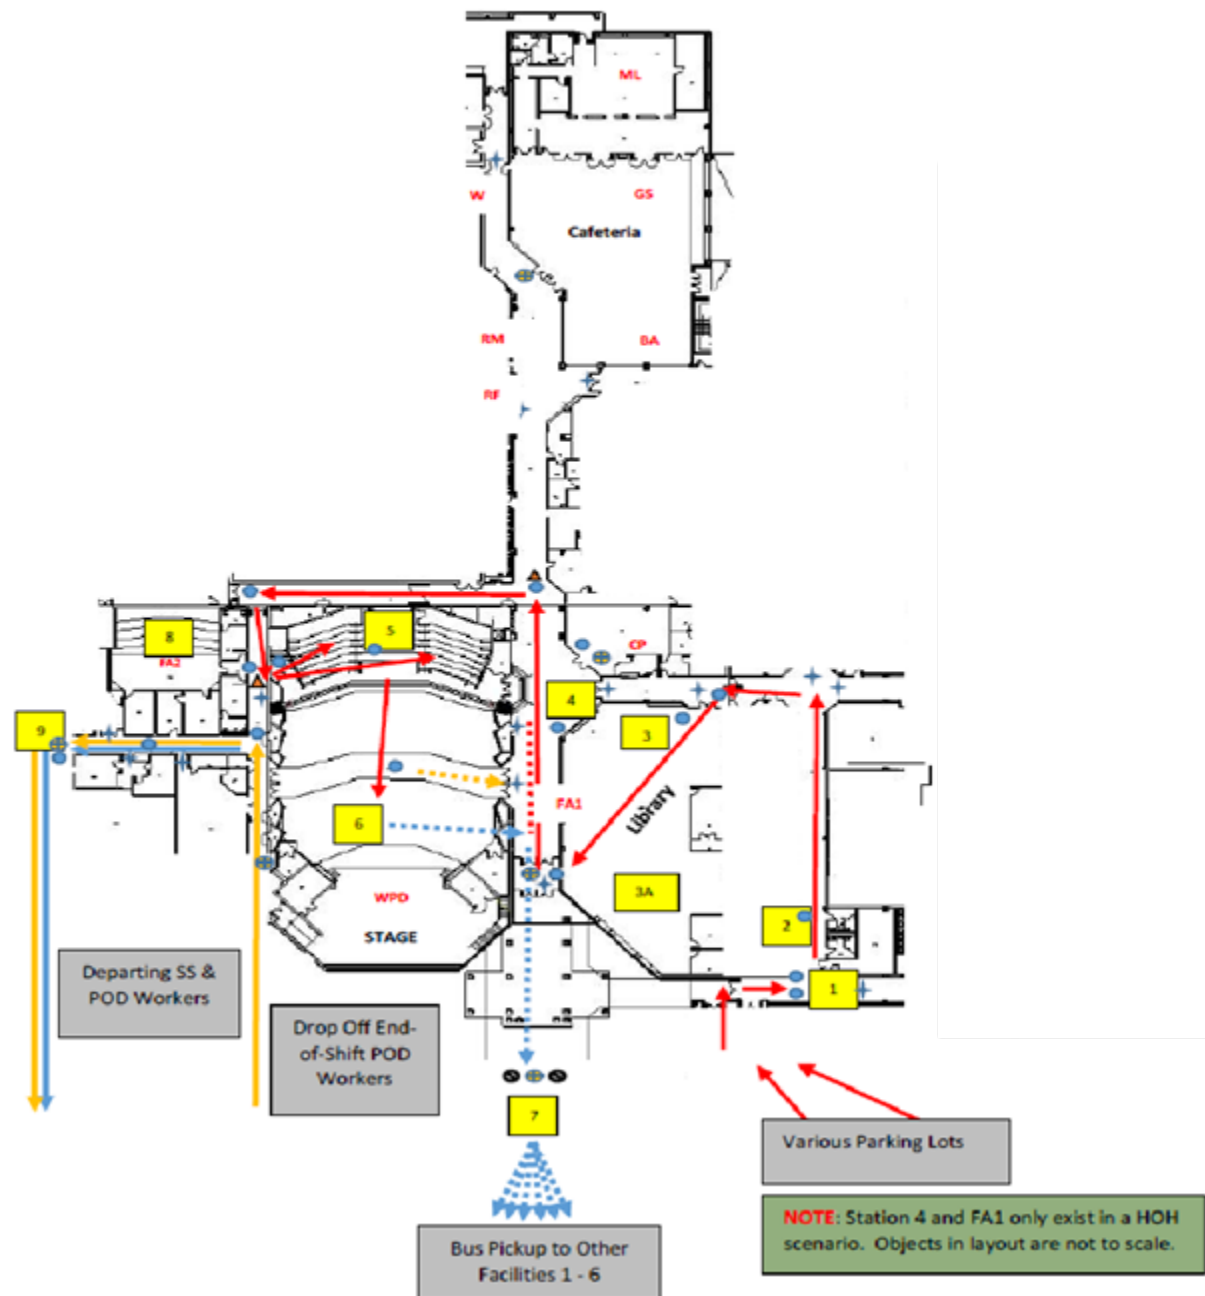 ML
W
GS
Cafeteria
RM
BA
RF
8
5
CP
FA2
4
3
9
FA1
Library
6
3A
WPD
2
STAGE
1
Departing SS &
POD Workers
Drop Off End-
of-Shift POD
Workers
7
Various Parking Lots
NOTE: Station 4 and FA1 only exist in a HOH
scenario. Objects in layout are not to scale.
Bus Pickup to Other
Facilities 1 - 6